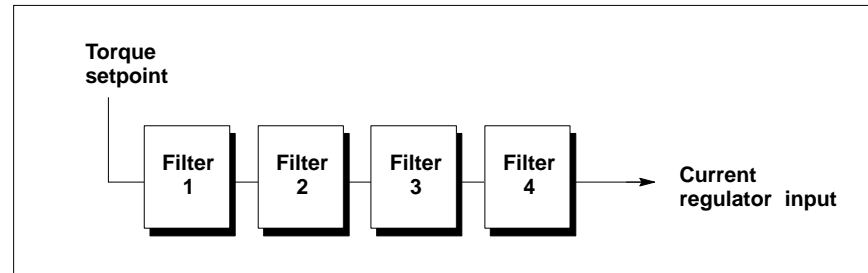 Torque
setpoint
Filter
1
Filter
2
Filter
3
Filter
4
Current
regulator input